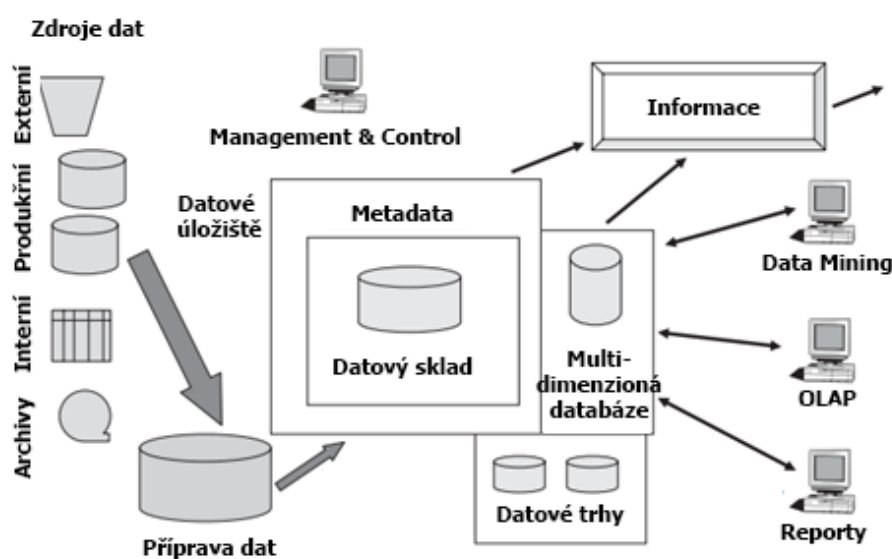 Zdroje dat
Externí
Produkřní
Interní
Archivy
Příprava dat
Management & Control
Datové
úložiště
Metadata
Datový sklad
Multi-
dimenzioná
databáze
Datové trhy
Informace
Data Mining
OLAP
Reporty